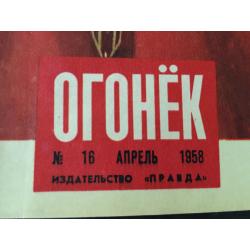 ОГОНЁК
№ 16 АПРЕЛЬ 1958
ИЗДАТЕЛЬСТВО «ПРАВДА»